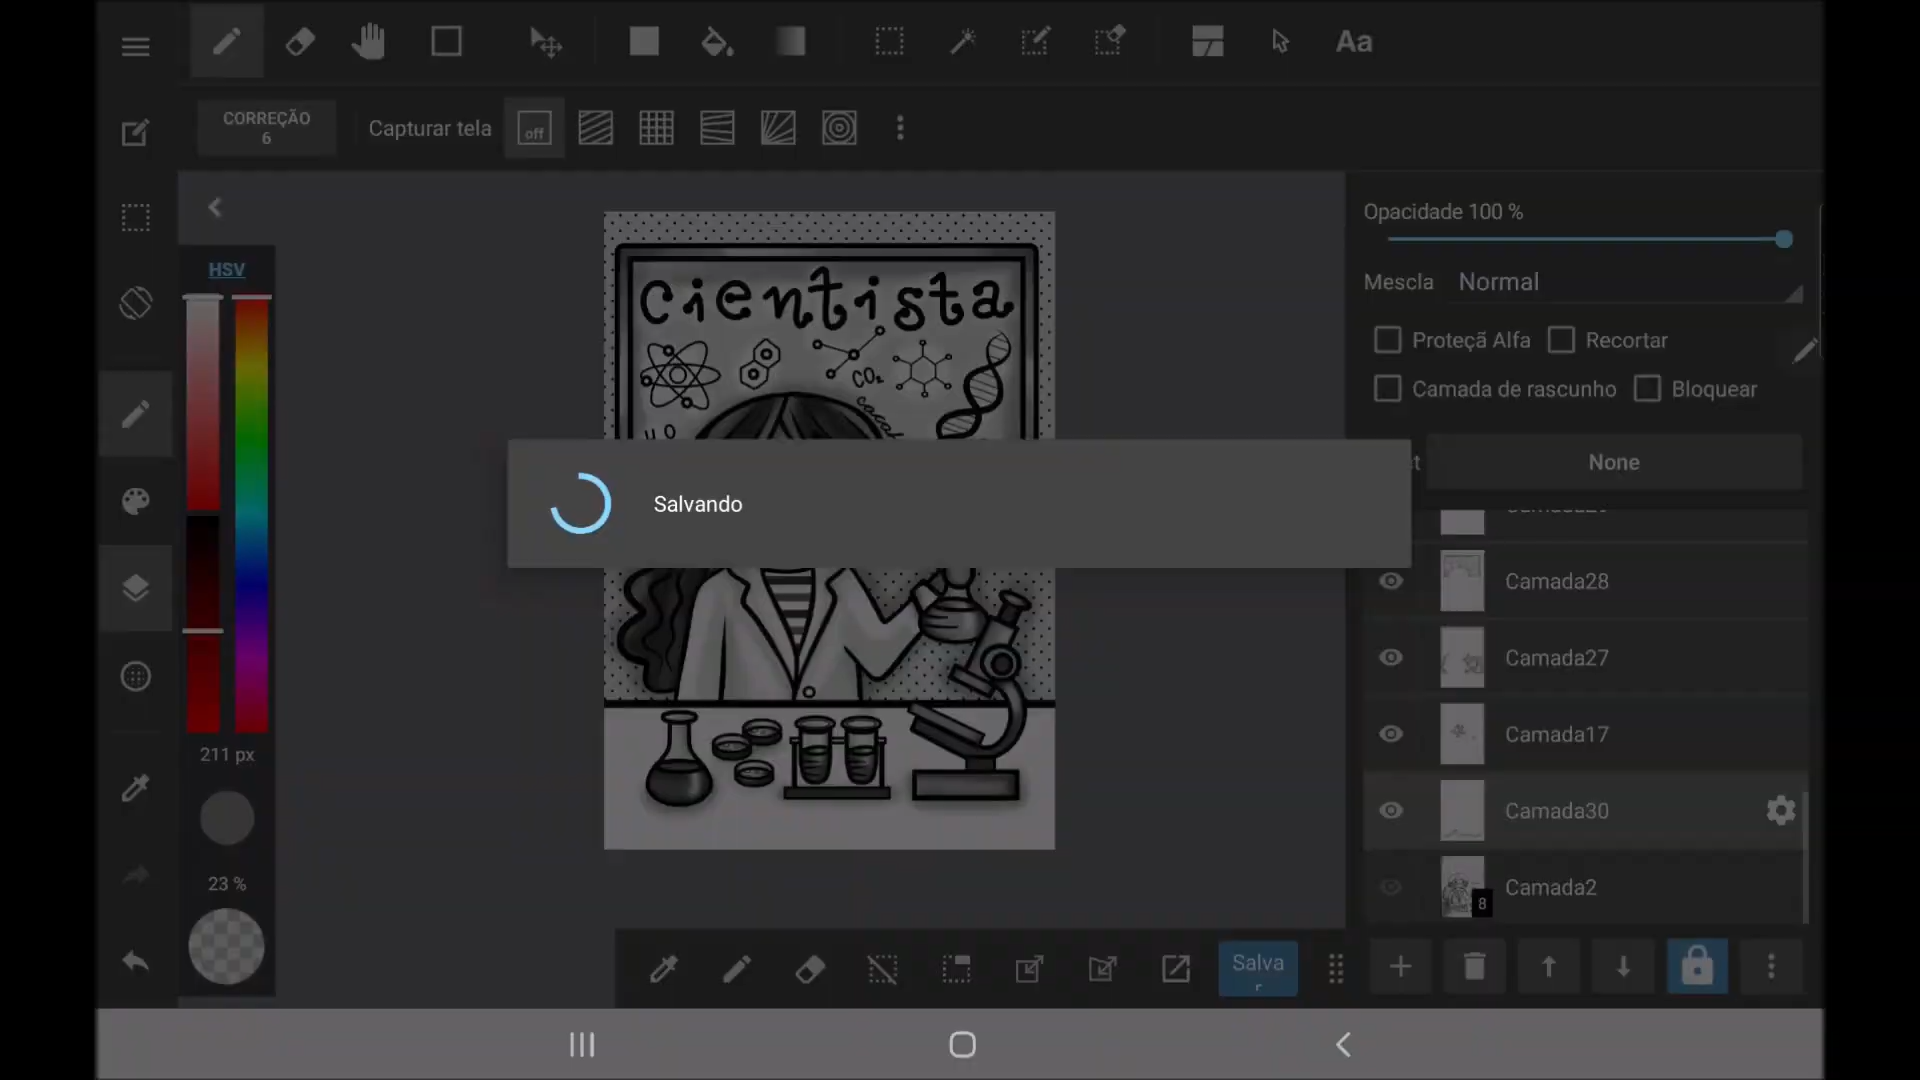 Aa
CORREÇÃO
6
Capturar tela
off
HSV
Opacidade 100 %
Mescla Normal
Proteçã Alfa
Recortar
Camada de rascunho
Bloquear
None
cientista
CO₂
Salvando
Camada28
Camada27
Camada17
Camada30
8
Camada2
211 px
23 %
Salva
r